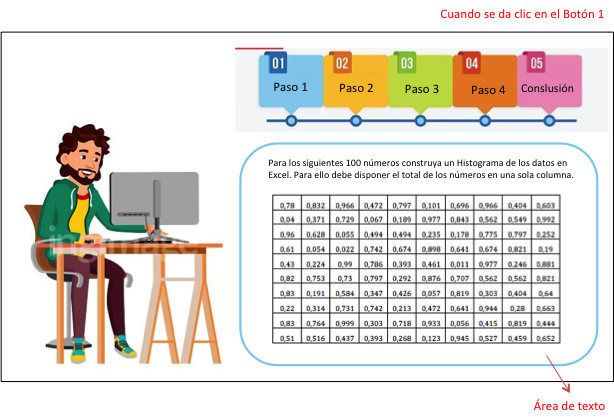 Cuando se da clic en el Botón 1
01 02 03 04 05
Paso 1 Paso 2 Paso 3 Paso 4 Conslusión
Para los siguientes 100 números construya un Histograma de los datos en
Excel. Para ello debe disponer el total de los números en una sola columna.
0,78 0,832 0,966 0,472 0,797 0,101 0,696 0,966 0,404 0,603
0,04 0,371 0,729 0,067 0,189 0,977 0,843 0,562 0,549 0,992
0,96 0,628 0,055 0,494 0,494 0,235 0,178 0,775 0,797 0,252
0,61 0,054 0,022 0,742 0,674 0,898 0,641 0,674 0,821 0,19
0,43 0,224 0,99 0,786 0,393 0,461 0,011 0,977 0,246 0,881
0,82 0,753 0,73 0,797 0,292 0,876 0,707 0,562 0,562 0,821
0,83 0,191 0,584 0,347 0,426 0,057 0,819 0,303 0,404 0,64
0,22 0,314 0,731 0,742 0,213 0,472 0,641 0,944 0,28 0,663
0,83 0,764 0,999 0,303 0,718 0,933 0,056 0,415 0,819 0,444
0,51 0,516 0,437 0,393 0,268 0,123 0,945 0,527 0,459 0,652
Área de texto